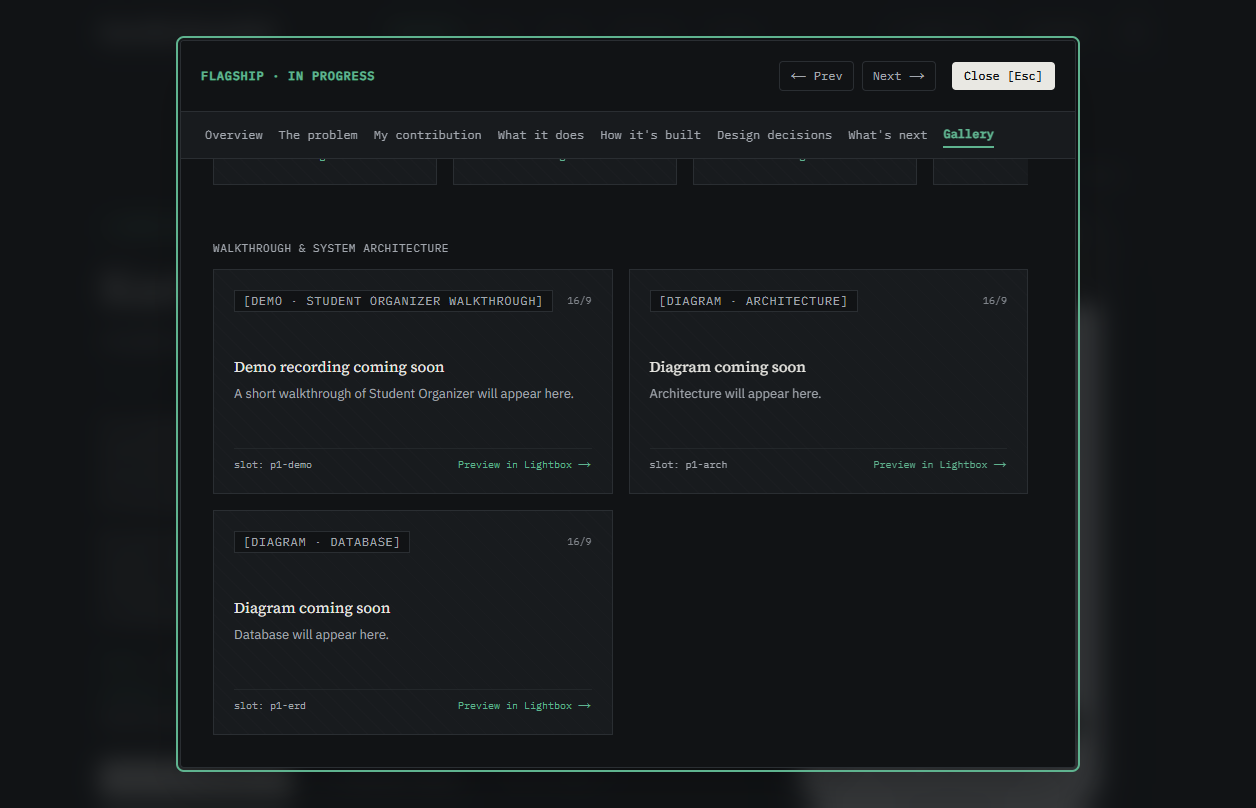 FLAGSHIP · IN PROGRESS
← Prev
Next →
Close [Esc]
Overview
The problem
My contribution
What it does
How it's built
Design decisions
What's next
Gallery
WALKTHROUGH & SYSTEM ARCHITECTURE
[DEMO · STUDENT ORGANIZER WALKTHROUGH]
16/9
Demo recording coming soon
A short walkthrough of Student Organizer will appear here.
slot: p1-demo
Preview in Lightbox →
[DIAGRAM · ARCHITECTURE]
16/9
Diagram coming soon
Architecture will appear here.
slot: p1-arch
Preview in Lightbox →
[DIAGRAM · DATABASE]
16/9
Diagram coming soon
Database will appear here.
slot: p1-erd
Preview in Lightbox →